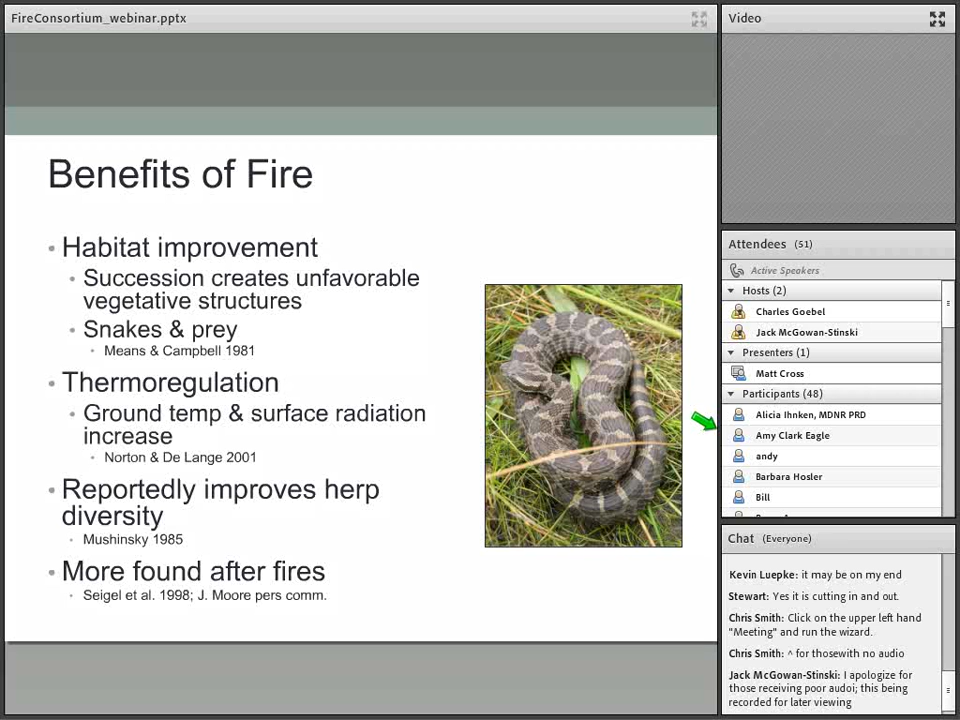 FireConsortium_webinar.pptx
Benefits of Fire
• Habitat improvement
• Succession creates unfavorable
vegetative structures
• Snakes & prey
• Means & Campbell 1981
• Thermoregulation
• Ground temp & surface radiation
increase
• Norton & De Lange 2001
• Reportedly improves herp
diversity
• Mushinsky 1985
• More found after fires
• Seigel et al. 1998; J. Moore pers comm.
Video
Attendees (51)
Active Speakers
Hosts (2)
Charles Goebel
Jack McGowan-Stinski
Presenters (1)
Matt Cross
Participants (48)
Alicia Ihnken, MDNR PRD
Amy Clark Eagle
andy
Barbara Hosler
Bill
Chat (Everyone)
Kevin Luepke: it may be on my end
Stewart: Yes it is cutting in and out.
Chris Smith: Click on the upper left hand
"Meeting" and run the wizard.
Chris Smith: ^ for thosewith no audio
Jack McGowan-Stinski: I apologize for
those receiving poor audoi; this being
recorded for later viewing